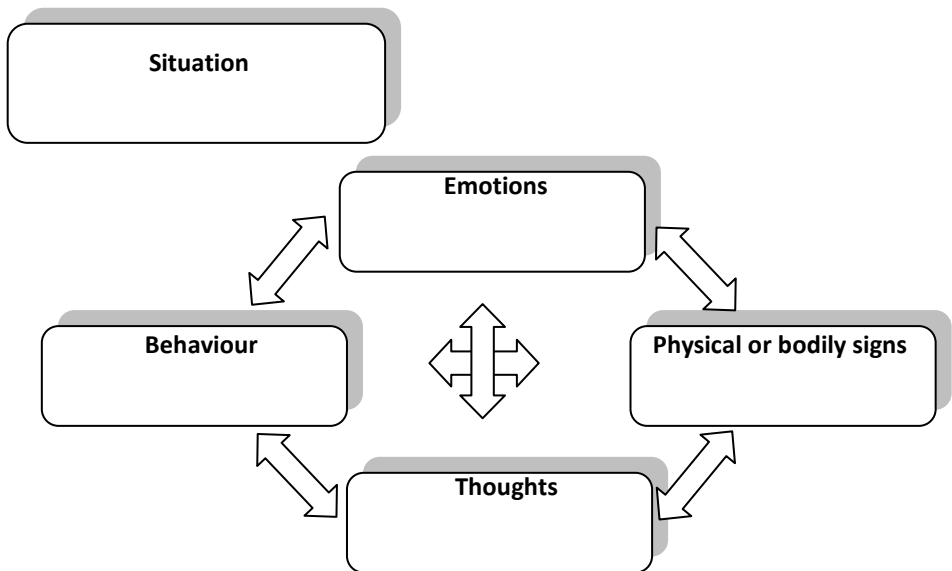 Situation
Emotions
Behaviour
Physical or bodily signs
Thoughts